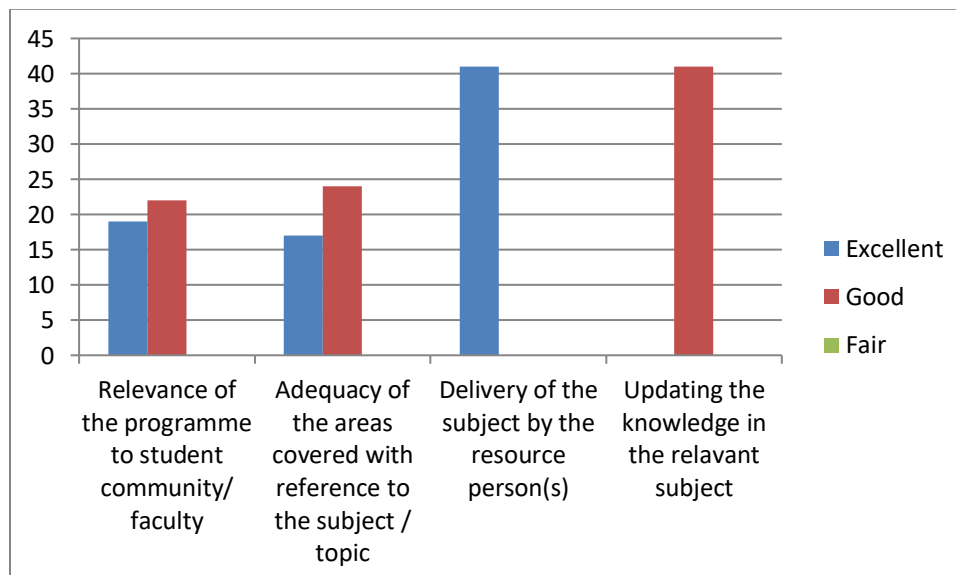 45
40
35
30
25
20
15
10
5
0
Relevance of
the programme
to student
community/
faculty
Adequacy of
the areas
covered with
reference to
the subject /
topic
Delivery of the
subject by the
resource
person(s)
Updating the
knowledge in
the relavant
subject
Excellent
Good
Fair